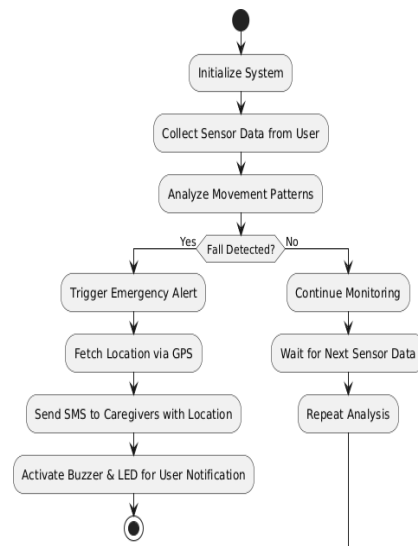 Initialize System
Collect Sensor Data from User
Analyze Movement Patterns
Yes
Fall Detected?
No
Trigger Emergency Alert
Continue Monitoring
Fetch Location via GPS
Wait for Next Sensor Data
Send SMS to Caregivers with Location
Repeat Analysis
Activate Buzzer & LED for User Notification